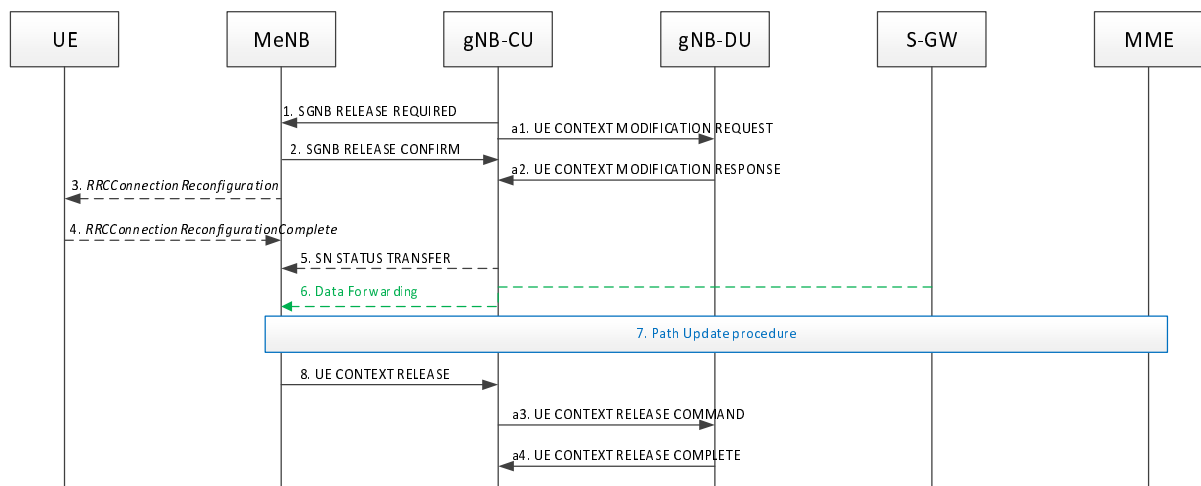 UE
MeNB
gNB-CU
gNB-DU
S-GW
MME
1. SGNB RELEASE REQUIRED
a1. UE CONTEXT MODIFICATION REQUEST
2. SGNB RELEASE CONFIRM
a2. UE CONTEXT MODIFICATION RESPONSE
3. RRCConnectionReconfiguration
4. RRCConnectionReconfigurationComplete
5. SN STATUS TRANSFER
6. Data Forwarding
7. Path Update procedure
8. UE CONTEXT RELEASE
a3. UE CONTEXT RELEASE COMMAND
a4. UE CONTEXT RELEASE COMPLETE